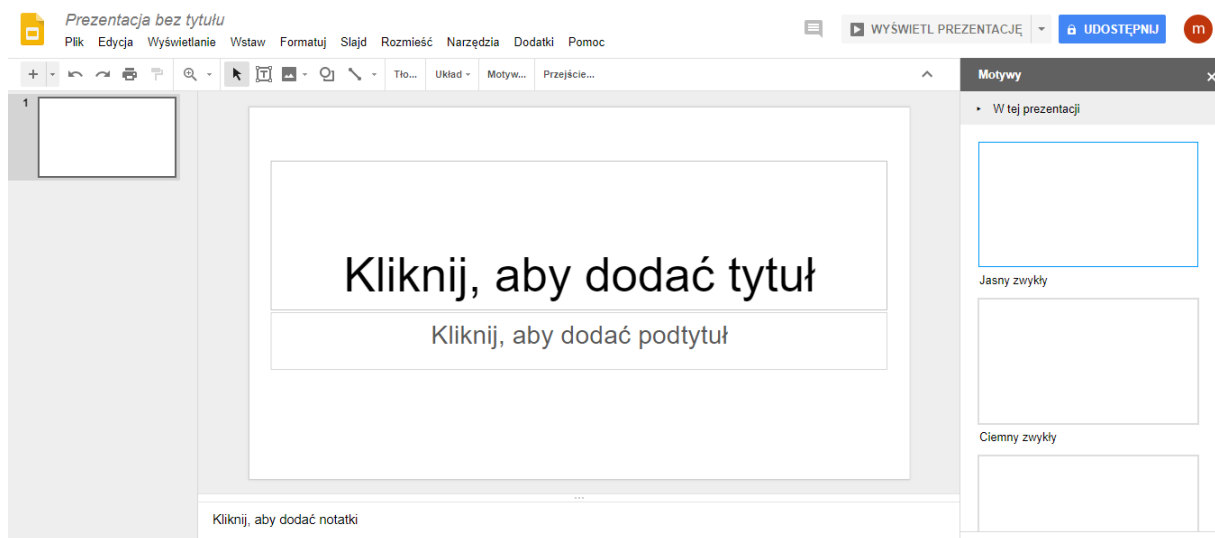 Prezentacja bez tytułu
Plik Edycja Wyświetlanie Wstaw Formatuj Slajd Rozmieść Narzędzia Dodatki Pomoc
WYŚWIETL PREZENTACJĘ
UDOSTĘPNIJ
m
Tło... Układ Motyw... Przejście...
Motywy
W tej prezentacji
1
Kliknij, aby dodać tytuł
Kliknij, aby dodać podtytuł
Jasny zwykły
Ciemny zwykły
Kliknij, aby dodać notatki